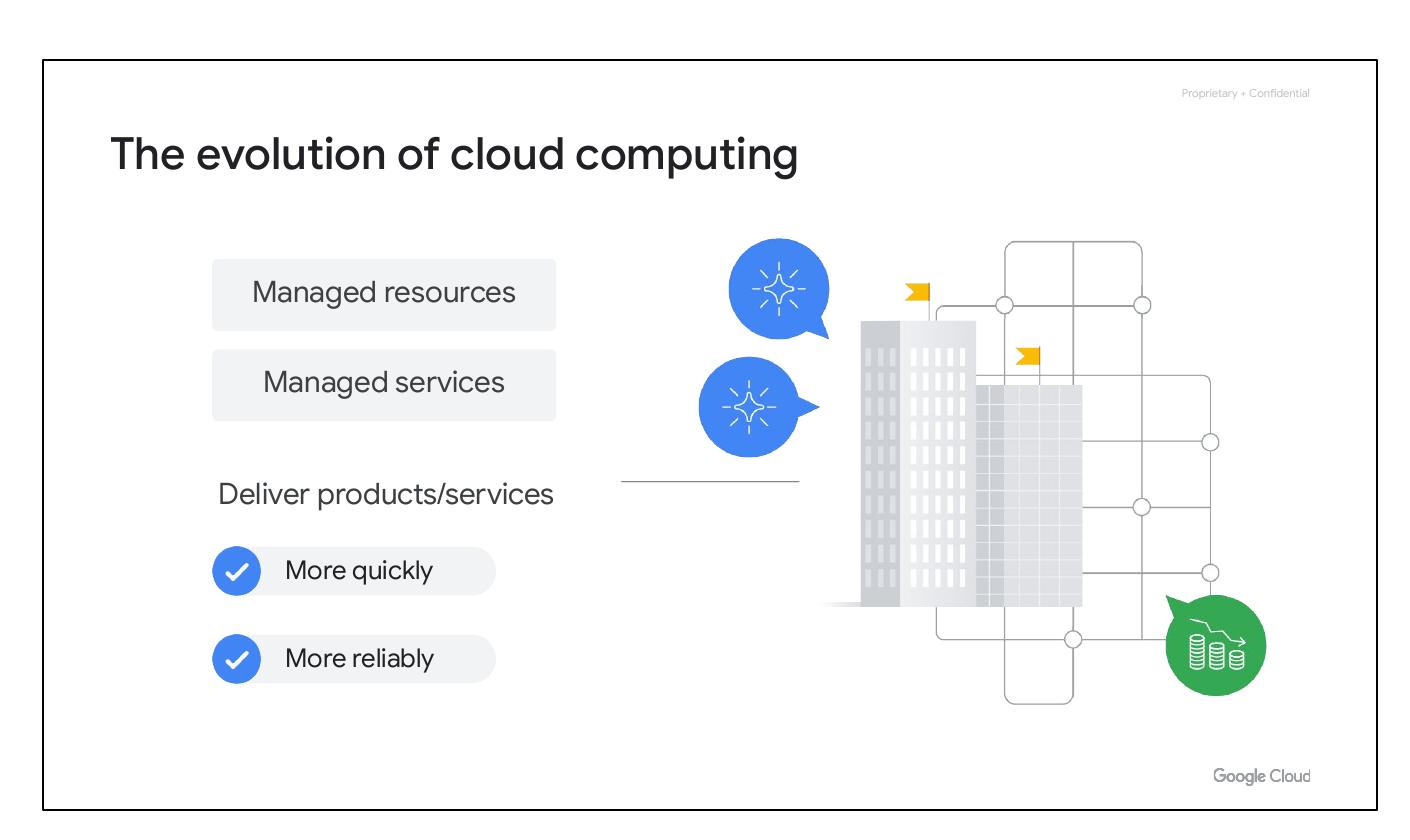 Proprietary + Confidential
The evolution of cloud computing
Managed resources
Managed services
Deliver products/services
More quickly
More reliably
Google Cloud